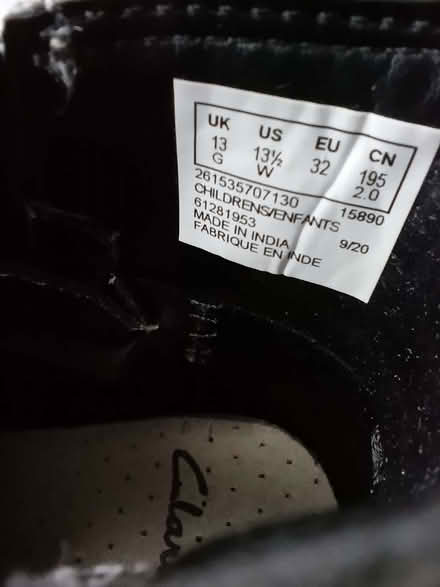 UK US EU CN
13 13½ 32 195
G W 2.0
261535707130 15890
CHILDRENS/ENFANTS
61281953
MADE IN INDIA 9/20
FABRIQUE EN INDE